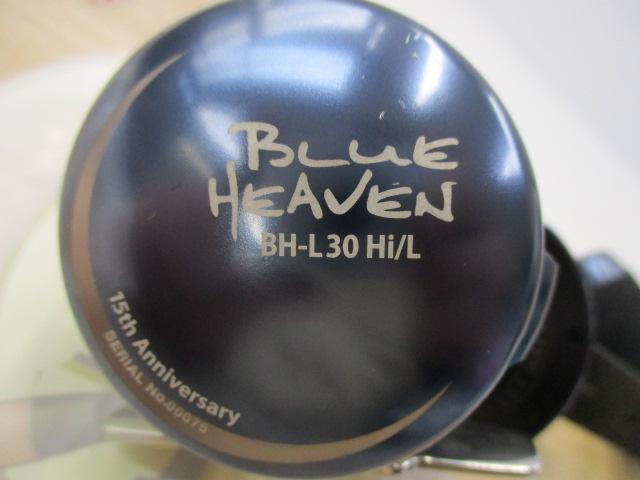 BLUE
HEAVEN
BH-L30 Hi/L
15th Anniversary
SERIAL No.00075